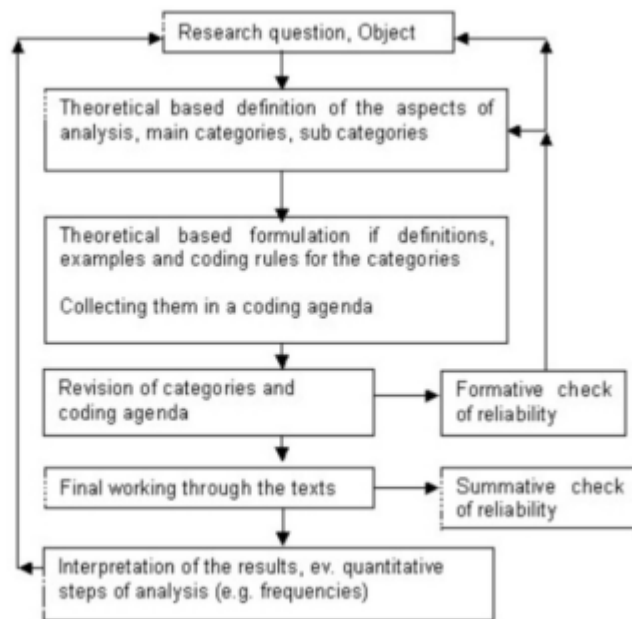 Research question, Object
Theoretical based definition of the aspects of
analysis, main categories, sub categories
Theoretical based formulation if definitions,
examples and coding rules for the categories
Collecting them in a coding agenda
Revision of categories and
coding agenda
Formative check
of reliability
Final working through the texts
Summative check
of reliability
Interpretation of the results, ev. quantitative
steps of analysis (e.g. frequencies)